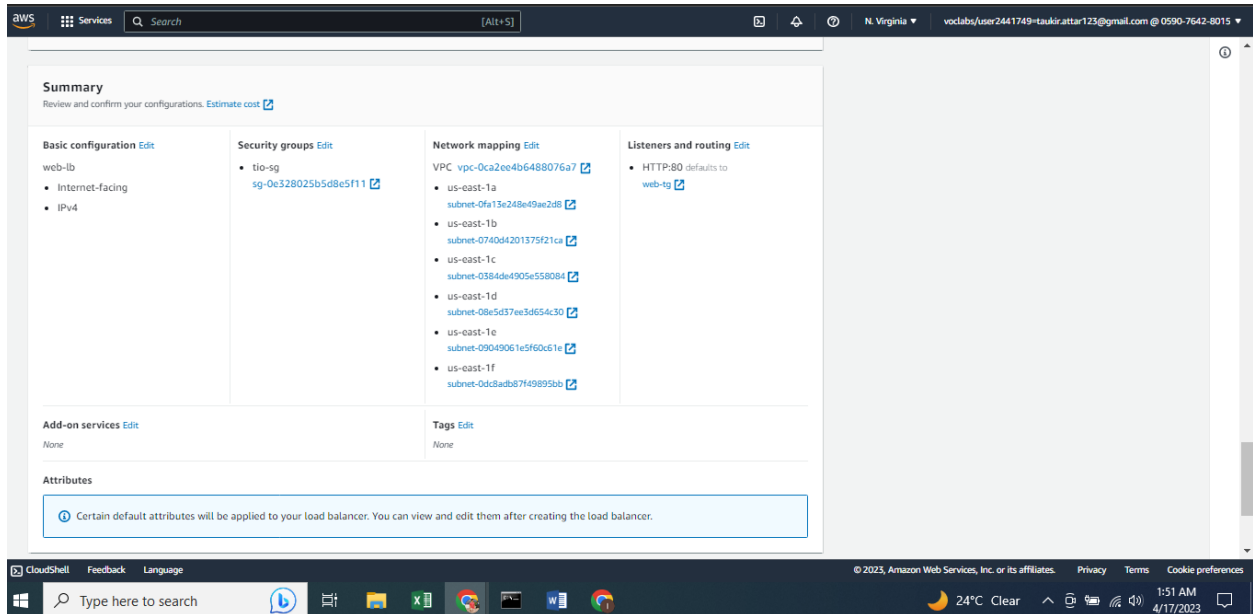 aws
Services
Search
[Alt+S]
N. Virginia
voclabs/user2441749=taukir.attar123@gmail.com @ 0590-7642-8015
Summary
Review and confirm your configurations. Estimate cost
Basic configuration Edit
web-lb
• Internet-facing
• IPv4
Security groups Edit
• tio-sg
sg-0e328025b5d8e5f11
Network mapping Edit
VPC vpc-0ca2ee4b6488076a7
• us-east-1a
subnet-0fa13e248e49ae2d8
• us-east-1b
subnet-0740d4201375f21ca
• us-east-1c
subnet-0384de4905e558084
• us-east-1d
subnet-08e5d37ee3d654c30
• us-east-1e
subnet-09049061e5f60c61e
• us-east-1f
subnet-0dc8adb87f49895bb
Listeners and routing Edit
• HTTP:80 defaults to
web-tg
Add-on services Edit
None
Tags Edit
None
Attributes
Certain default attributes will be applied to your load balancer. You can view and edit them after creating the load balancer.
CloudShell Feedback Language
© 2023, Amazon Web Services, Inc. or its affiliates. Privacy Terms Cookie preferences
Type here to search
24°C Clear
1:51 AM
4/17/2023